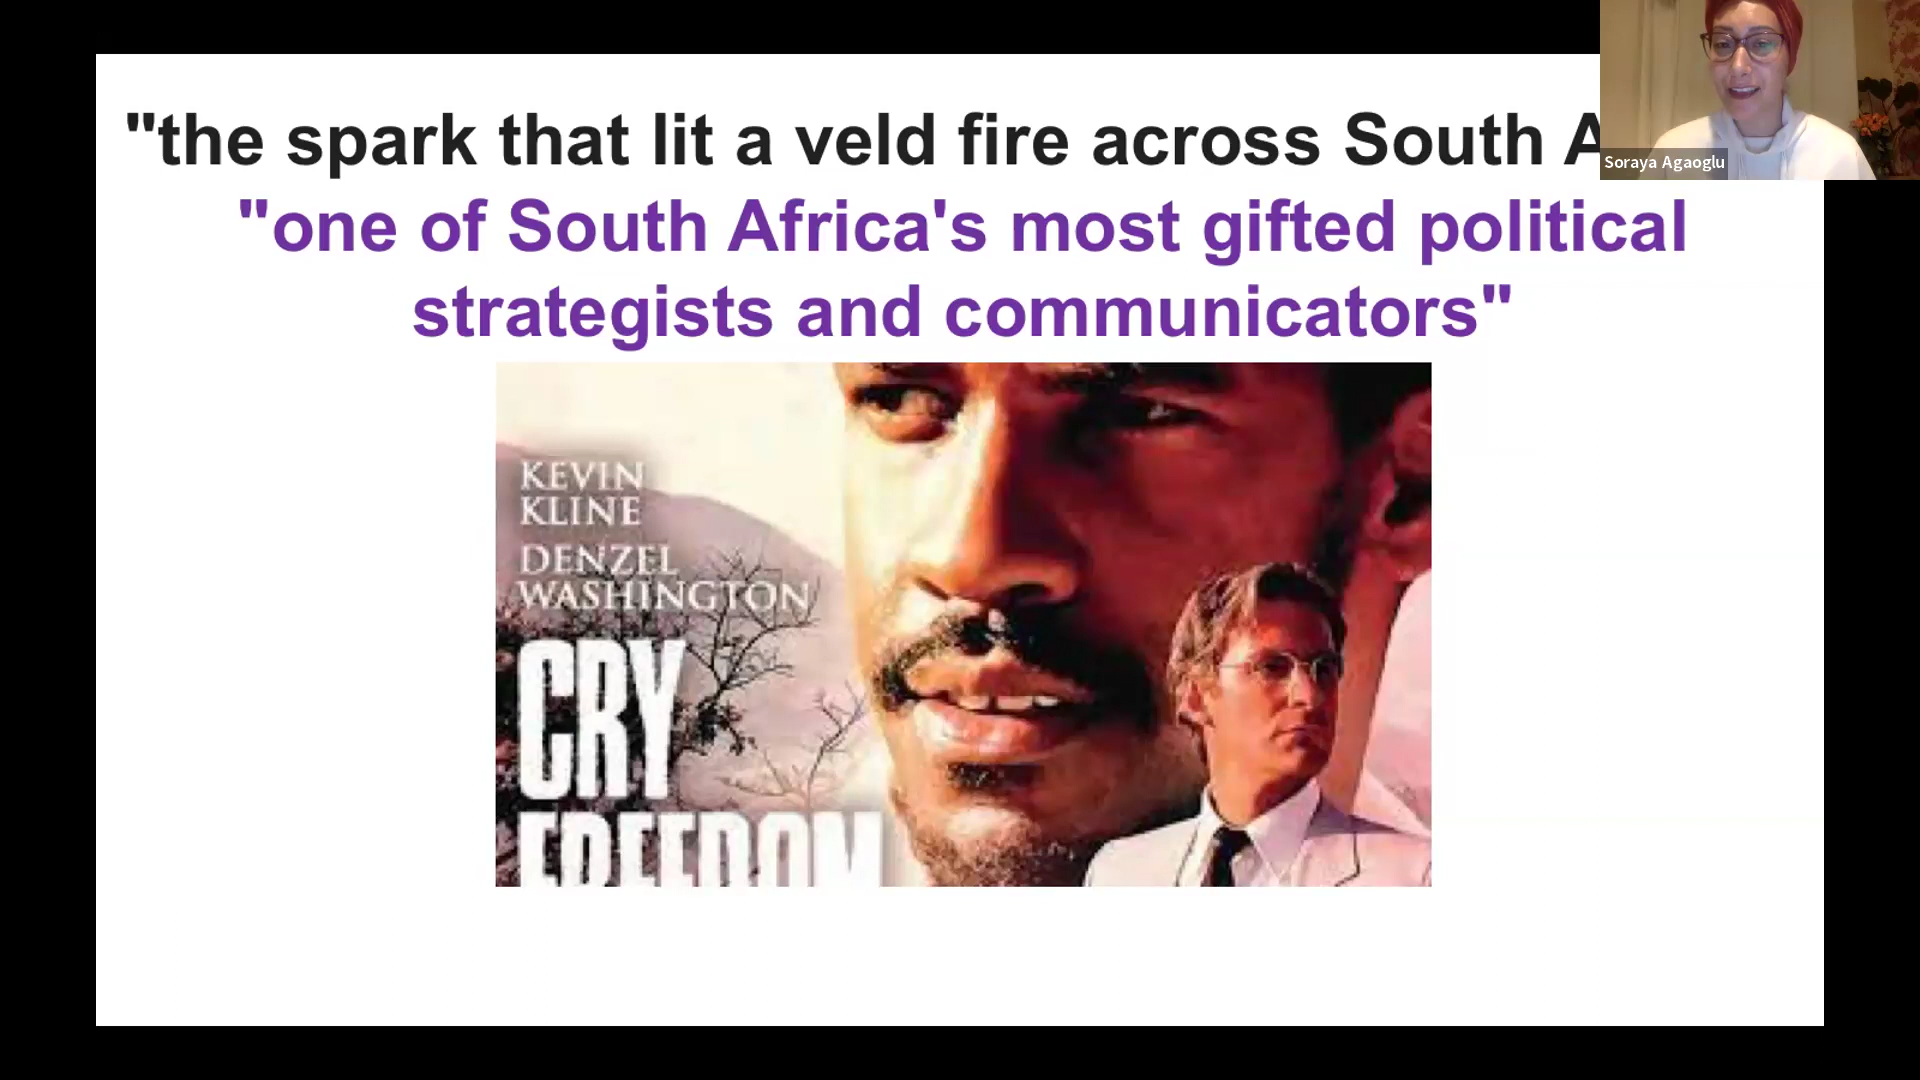 "the spark that lit a veld fire across South A
"one of South Africa's most gifted political
strategists and communicators"
Soraya Agaoglu
KEVIN
KLINE
DENZEL
WASHINGTON
CRY
FREEDOM